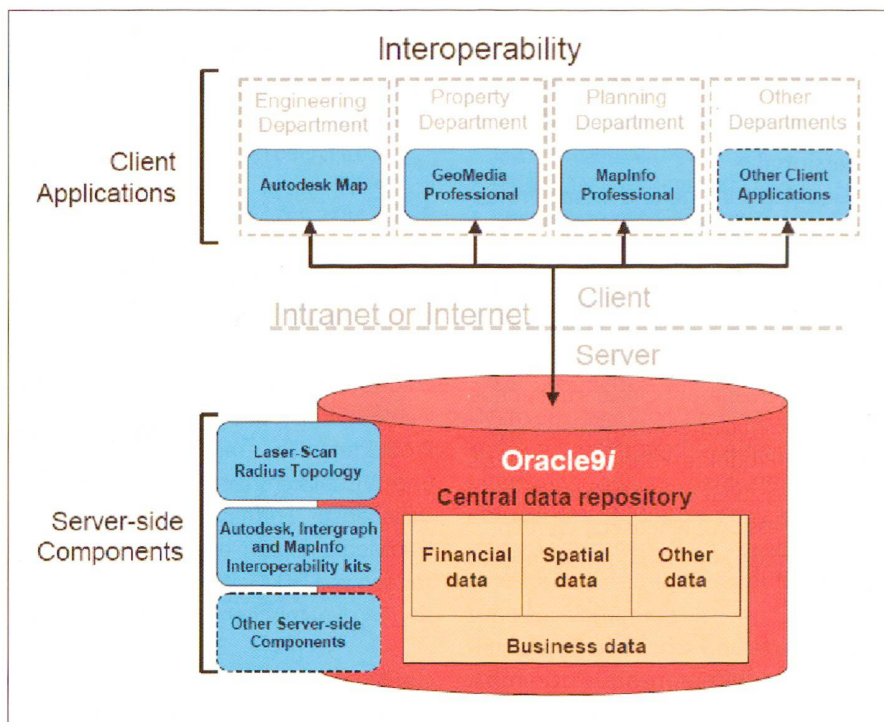 Interoperability
Engineering
Department
Property
Department
Planning
Department
Other
Departments
Client
Applications
Autodesk Map
GeoMedia
Professional
MapInfo
Professional
Other Client
Applications
Client
Intranet or Internet
Server
Server-side
Components
Laser-Scan
Radius Topology
Autodesk, Intergraph
and MapInfo
Interoperability kits
Other Server-side
Components
Oracle9i
Central data repository
Financial
data
Spatial
data
Other
data
Business data